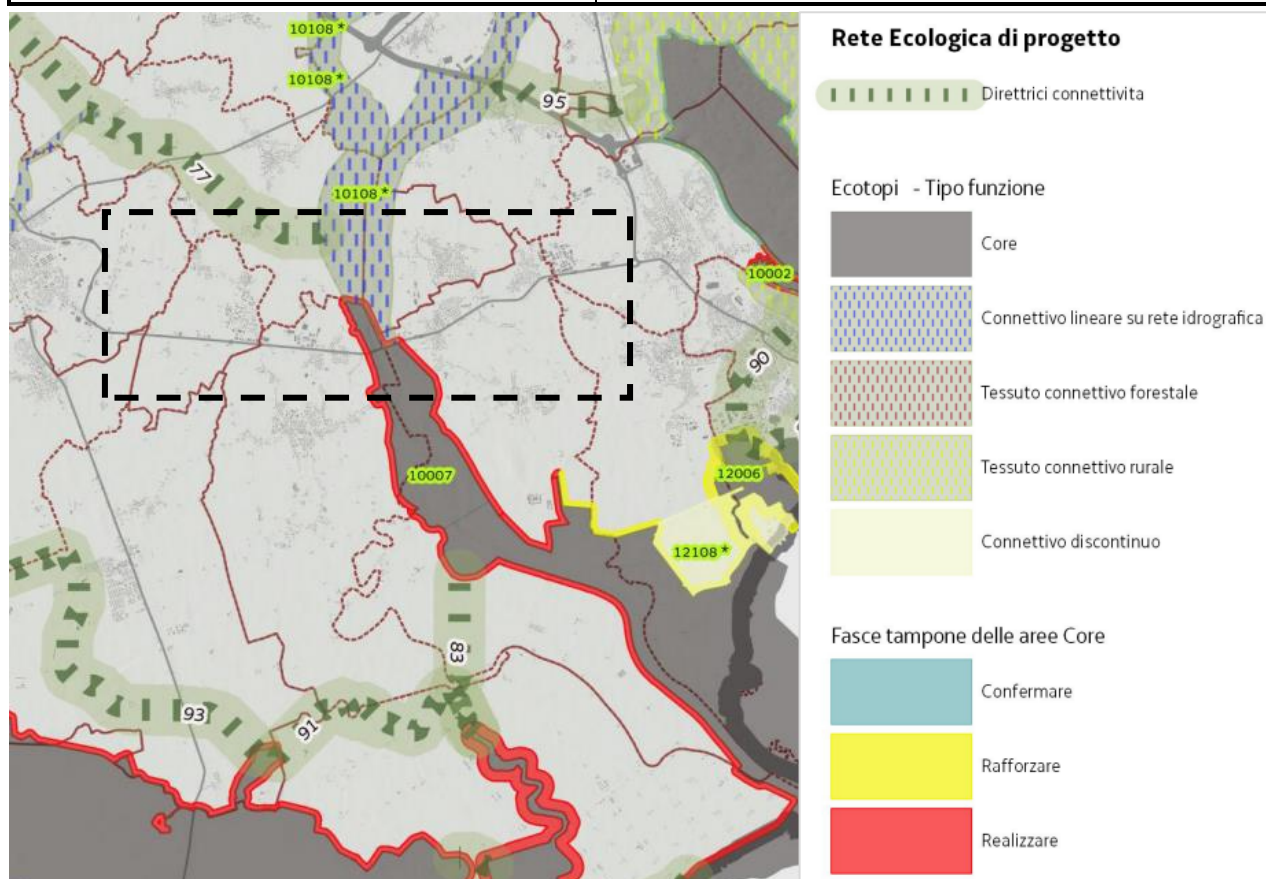 10108 *
10108 *
95
77
10108 *
10002
90
10007
12006
12108 *
83
93
91
Rete Ecologica di progetto
Direttrici connettivita
Ecotopi - Tipo funzione
Core
Connettivo lineare su rete idrografica
Tessuto connettivo forestale
Tessuto connettivo rurale
Connettivo discontinuo
Fasce tampone delle aree Core
Confermare
Rafforzare
Realizzare